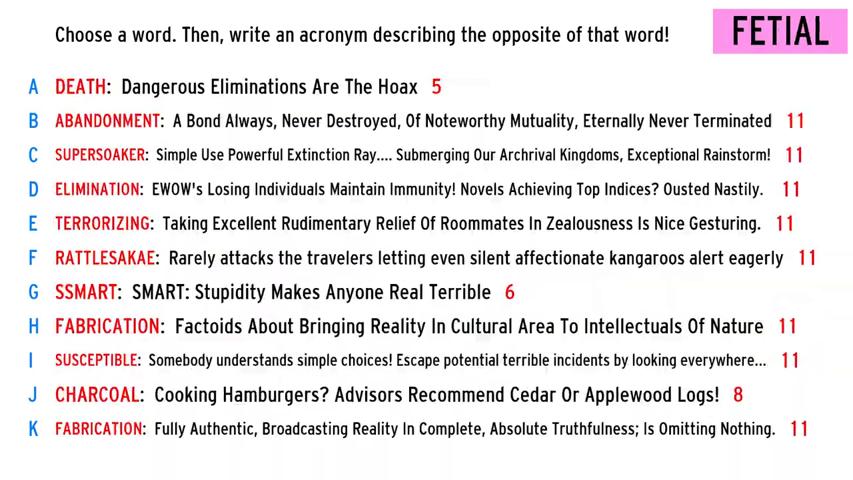 Choose a word. Then, write an acronym describing the opposite of that word!
FETIAL
A DEATH: Dangerous Eliminations Are The Hoax 5
B ABANDONMENT: A Bond Always, Never Destroyed, Of Noteworthy Mutuality, Eternally Never Terminated 11
C SUPERSOAKER: Simple Use Powerful Extinction Ray.... Submerging Our Archrival Kingdoms, Exceptional Rainstorm! 11
D ELIMINATION: EWOW's Losing Individuals Maintain Immunity! Novels Achieving Top Indices? Ousted Nastily. 11
E TERRORIZING: Taking Excellent Rudimentary Relief Of Roommates In Zealousness Is Nice Gesturing. 11
F RATTLESAKAE: Rarely attacks the travelers letting even silent affectionate kangaroos alert eagerly 11
G SSMART: SMART: Stupidity Makes Anyone Real Terrible 6
H FABRICATION: Factoids About Bringing Reality In Cultural Area To Intellectuals Of Nature 11
I SUSCEPTIBLE: Somebody understands simple choices! Escape potential terrible incidents by looking everywhere... 11
J CHARCOAL: Cooking Hamburgers? Advisors Recommend Cedar Or Applewood Logs! 8
K FABRICATION: Fully Authentic, Broadcasting Reality In Complete, Absolute Truthfulness; Is Omitting Nothing. 11